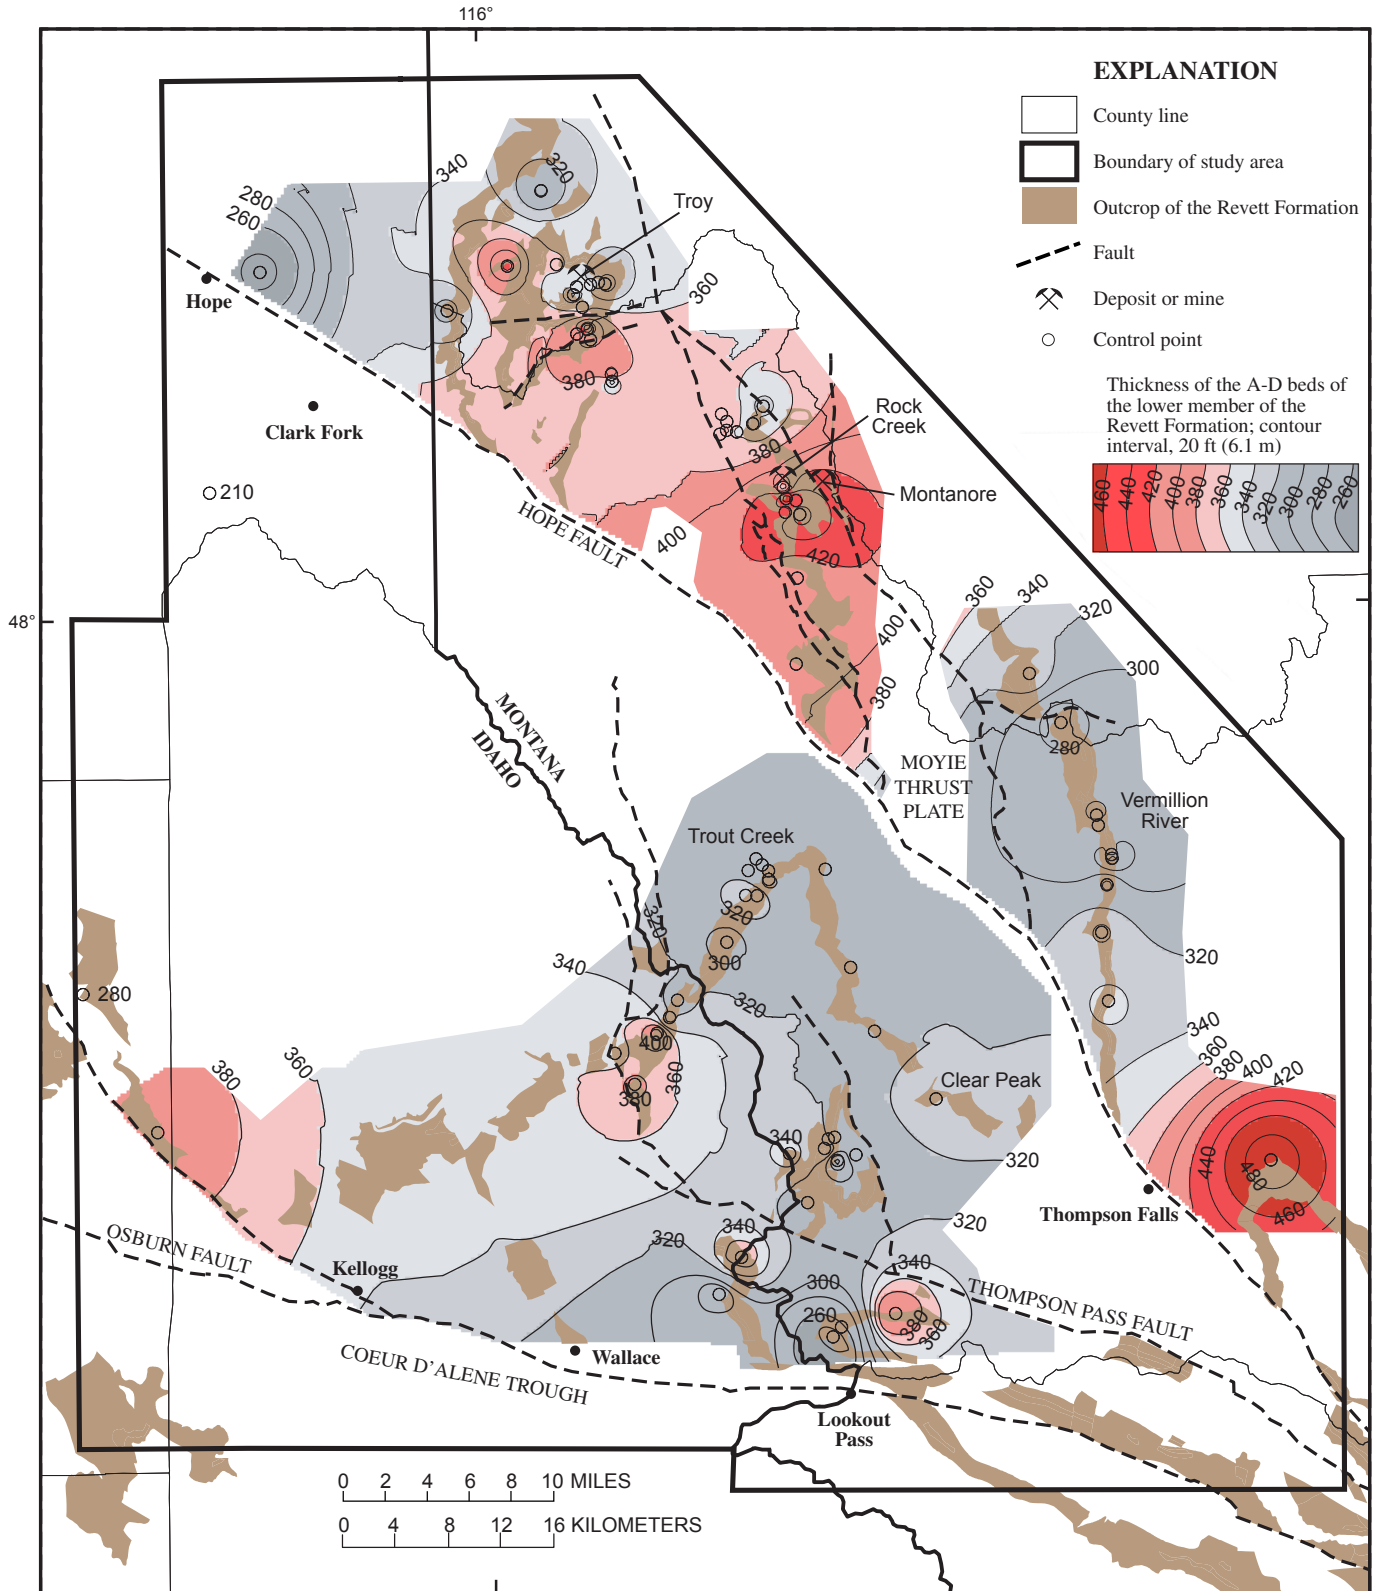 116°
EXPLANATION
County line
Boundary of study area
Outcrop of the Revett Formation
Fault
Deposit or mine
Control point
Thickness of the A-D beds of
the lower member of the
Revett Formation; contour
interval, 20 ft (6.1 m)
460
440
420
400
380
360
340
320
300
280
260
340
320
280
260
Troy
360
Hope
380
Rock
Creek
Clark Fork
380
Montanore
210
HOPE FAULT
400
420
360
340
320
48°
400
300
380
MONTANA
IDAHO
280
MOYIE
THRUST
PLATE
Vermillion
River
Trout Creek
320
320
300
340
320
280
320
340
400
360
360
380
400
420
380
360
380
Clear Peak
340
320
440
480
460
Thompson Falls
320
340
320
OSBURN FAULT
Kellogg
340
300
THOMPSON PASS FAULT
260
380
360
Wallace
COEUR D'ALENE TROUGH
Lookout
Pass
0 2 4 6 8 10 MILES
0 4 8 12 16 KILOMETERS